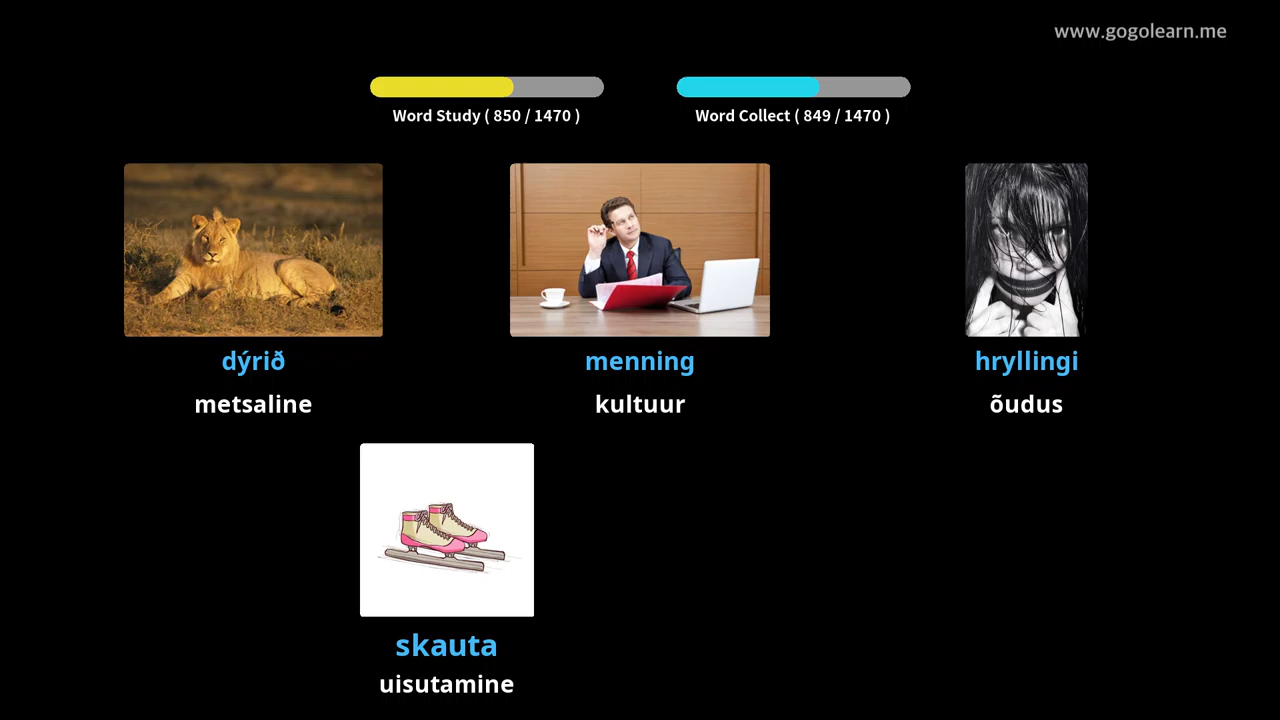 www.gogolearn.me
Word Study ( 850 / 1470 )
Word Collect ( 849 / 1470 )
dýrið
menning
hryllingi
metsaline
kultuur
õudus
skauta
uisutamine